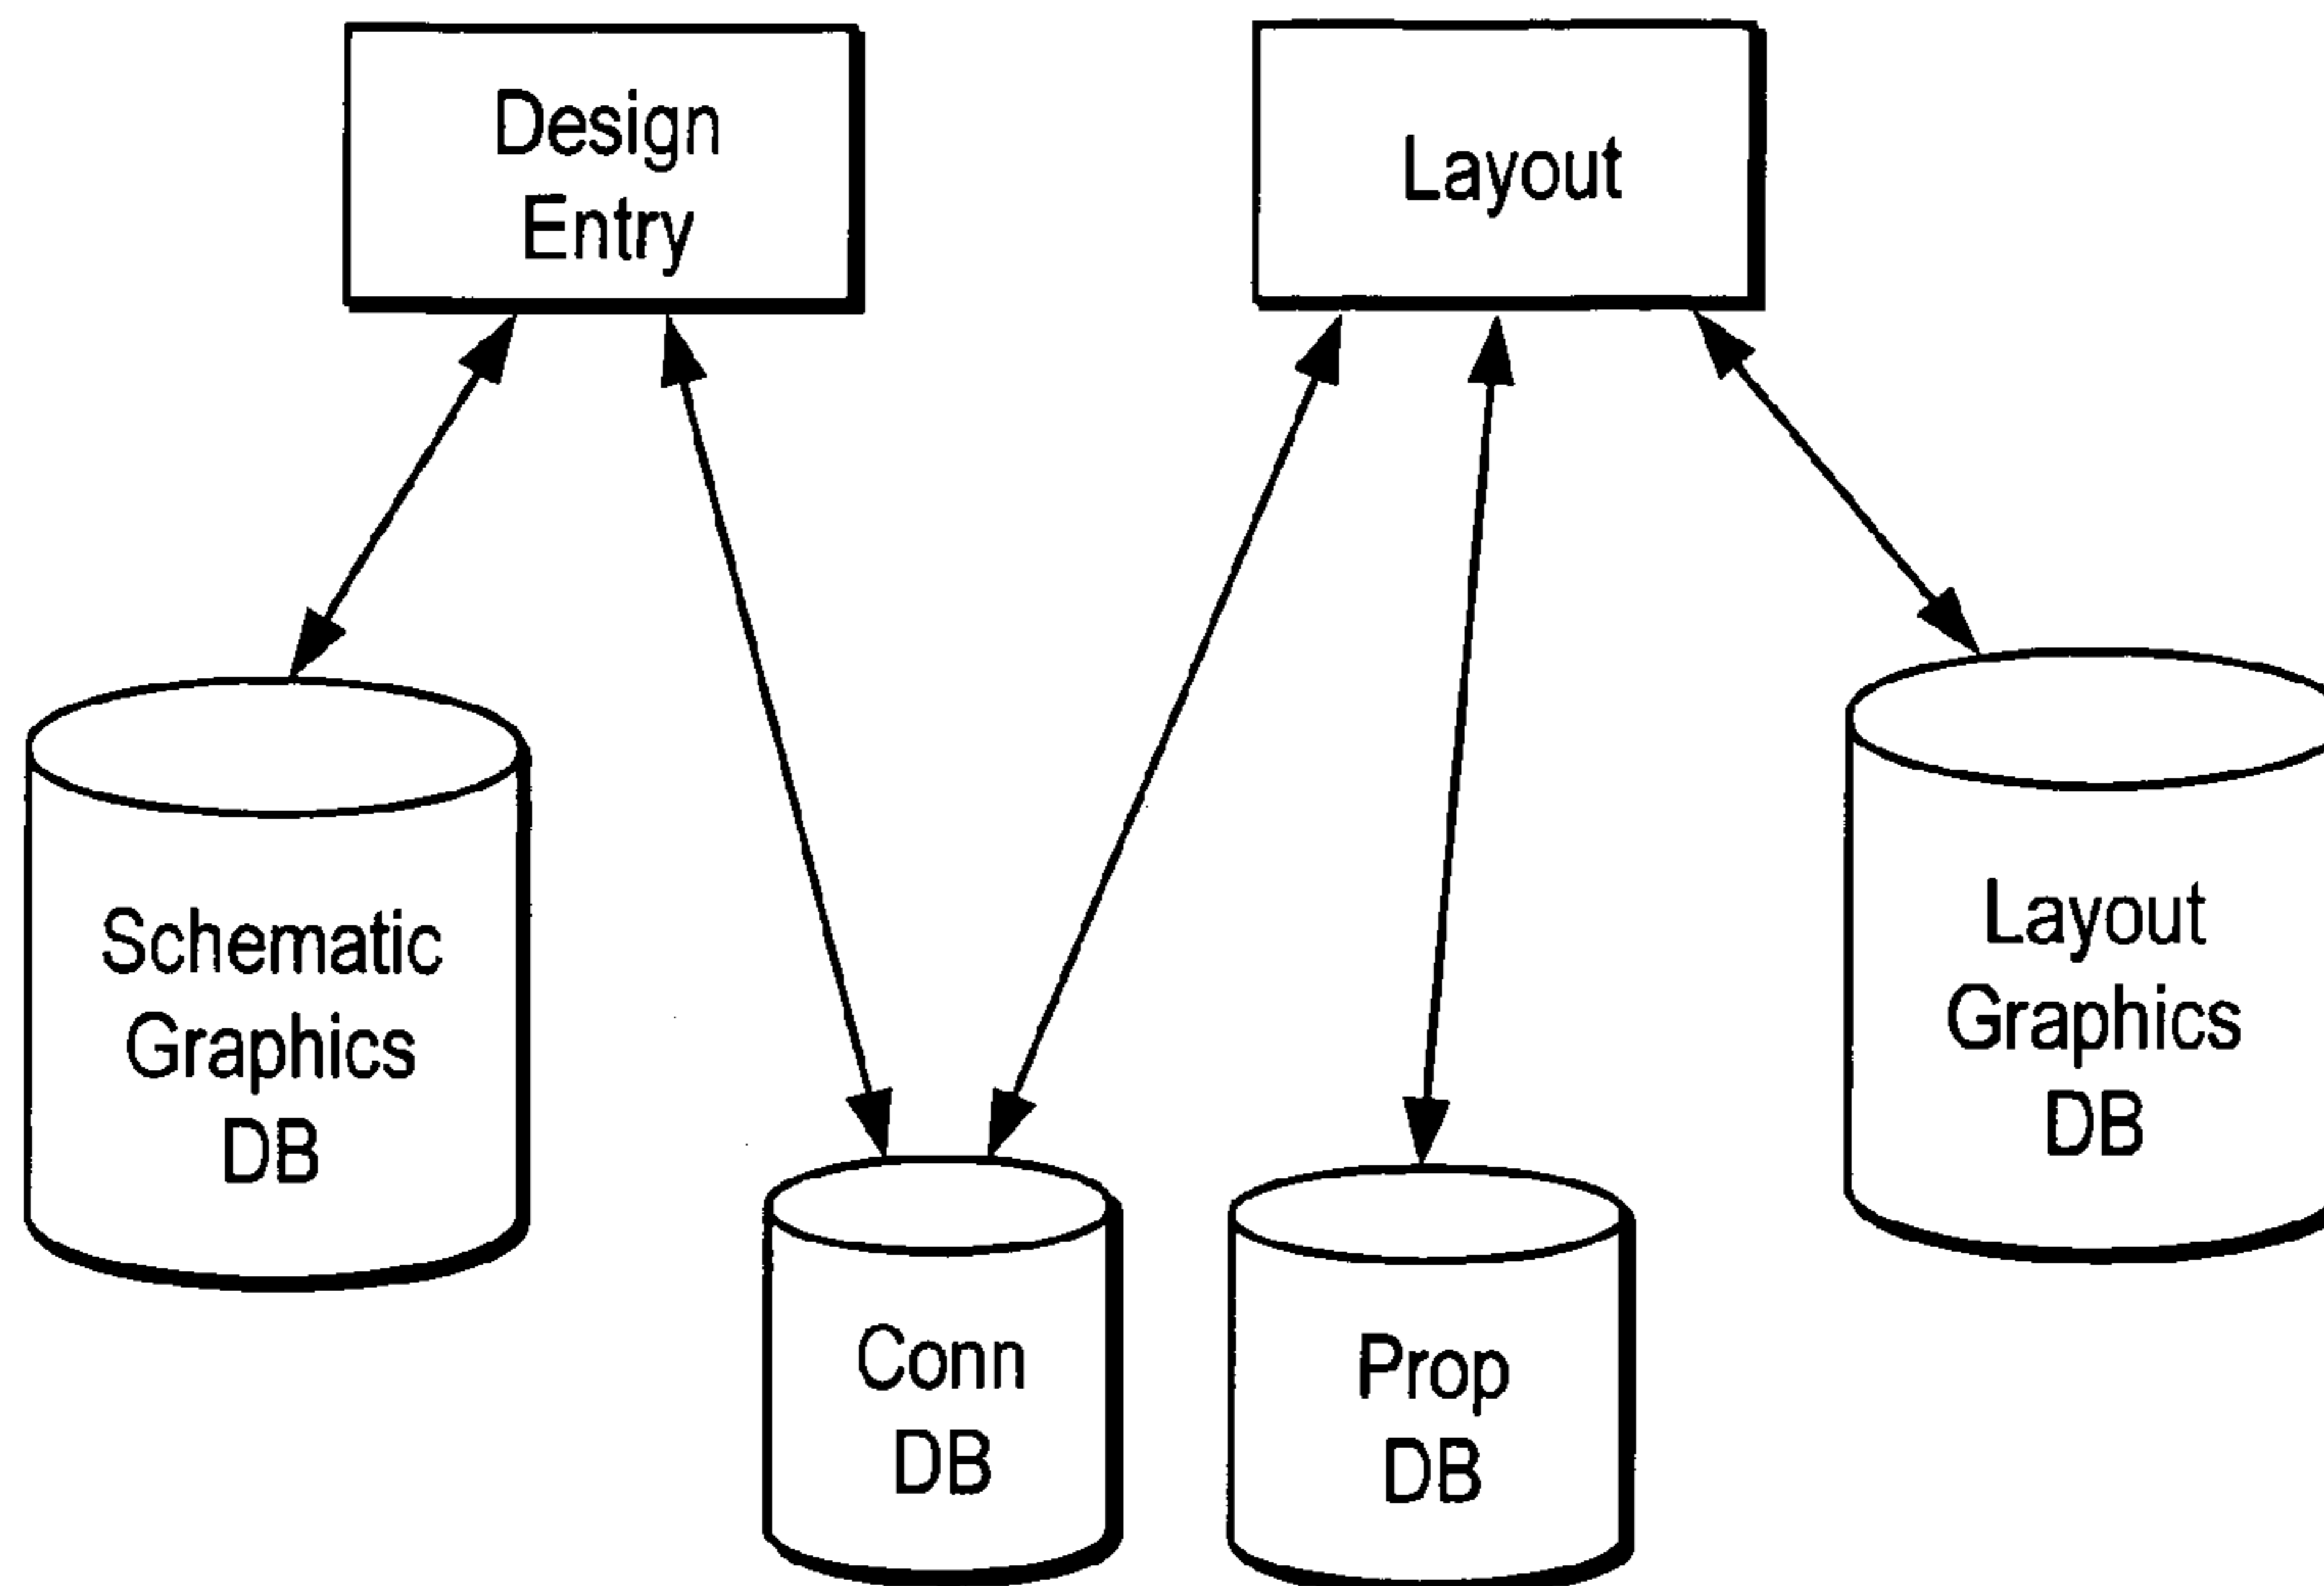 Design
Entry
Layout
Schematic
Graphics
DB
Layout
Graphics
DB
Conn
DB
Prop
DB